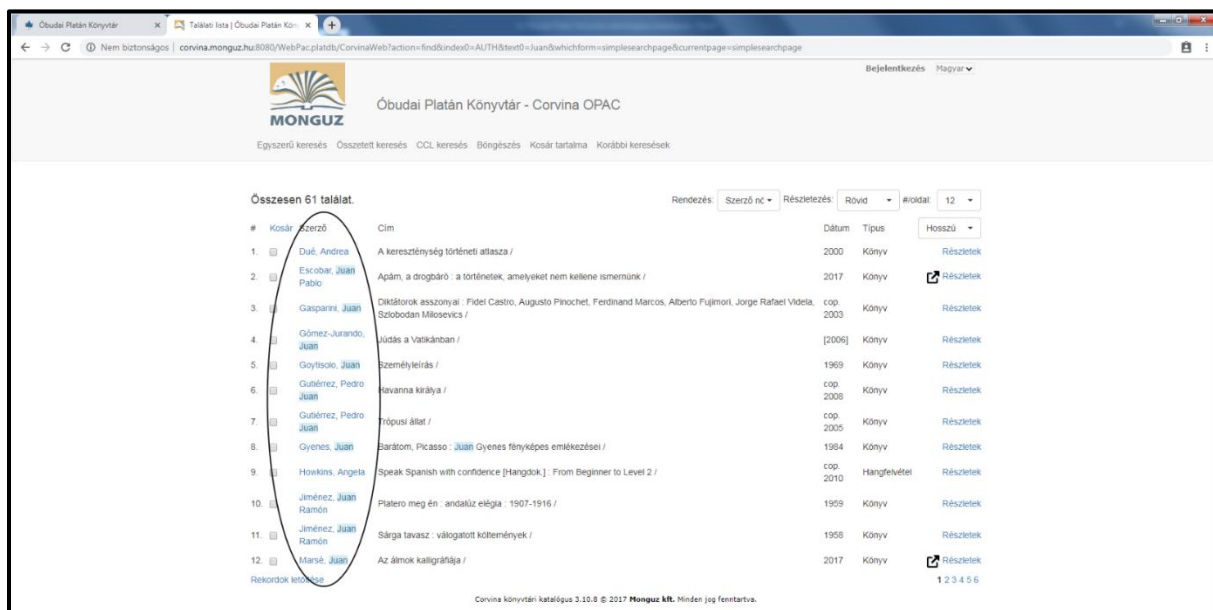 Óbudai Platán Könyvtár
Találati lista | Óbudai Platán Kön
Nem biztonságos | corvina.monguz.hu:8080/WebPac.platdb/CorvinaWeb?action=find&index0=AUTH&text0=Juan&whichform=simplesearchpage&currentpage=simplesearchpage
Bejelentkezés Magyar
MONGUZ
Óbudai Platán Könyvtár - Corvina OPAC
Egyszerű keresés Összetett keresés CCL keresés Böngészés Kosár tartalma Korábbi keresések
Összesen 61 találat.
Rendezés: Szerző nö Részletezés: Rövid #/oldal: 12
# Kosár Szerző Cím Dátum Típus Hosszú
1. Dué, Andrea A kereszténység történeti atlasza / 2000 Könyv Részletek
2. Escobar, Juan Pablo Apám, a drogbáró : a történetek, amelyeket nem kellene ismernünk / 2017 Könyv Részletek
3. Gasparini, Juan Diktátorok asszonyai : Fidel Castro, Augusto Pinochet, Ferdinand Marcos, Alberto Fujimori, Jorge Rafael Videla, Szlobodan Milosevics / cop. 2003 Könyv Részletek
4. Gómez-Jurando, Juan Júdás a Vatikánban / [2006] Könyv Részletek
5. Goytisolo, Juan Személyleírás / 1969 Könyv Részletek
6. Gutiérrez, Pedro Juan Havanna királya / cop. 2008 Könyv Részletek
7. Gutiérrez, Pedro Juan Trópusi állat / cop. 2005 Könyv Részletek
8. Gyenes, Juan Barátom, Picasso : Juan Gyenes fényképes emlékezései / 1984 Könyv Részletek
9. Howkins, Angela Speak Spanish with confidence [Hangdok.] : From Beginner to Level 2 / cop. 2010 Hangfelvétel Részletek
10. Jiménez, Juan Ramón Platero meg én : andalúz elégia : 1907-1916 / 1959 Könyv Részletek
11. Jiménez, Juan Ramón Sárga tavasz : válogatott költemények / 1958 Könyv Részletek
12. Marsé, Juan Az álmok kalligráfiája / 2017 Könyv Részletek
Rekordok letöltése
1 2 3 4 5 6
Corvina könyvtári katalógus 3.10.8 © 2017 Monguz kft. Minden jog fenntartva.